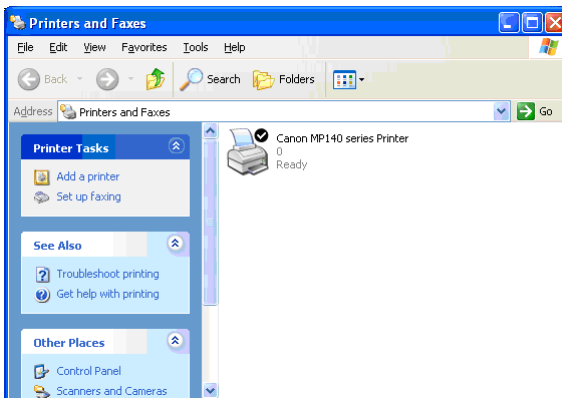 Printers and Faxes
File Edit View Favorites Tools Help
Back Search Folders
Address Printers and Faxes Go
Printer Tasks
Add a printer
Set up faxing
See Also
Troubleshoot printing
Get help with printing
Other Places
Control Panel
Scanners and Cameras
Canon MP140 series Printer
0
Ready